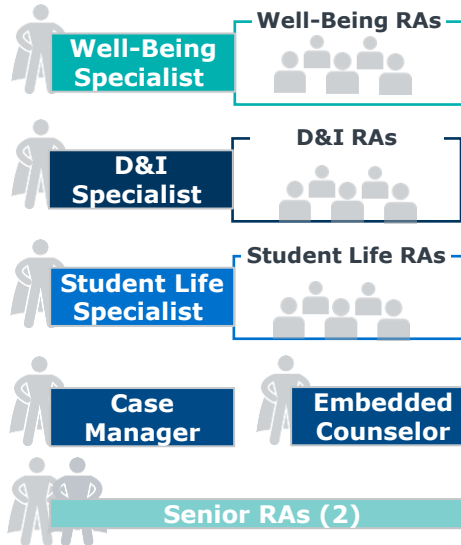 Well-Being RAs
Well-Being
Specialist
D&I RAs
D&I
Specialist
Student Life RAs
Student Life
Specialist
Case
Manager
Embedded
Counselor
Senior RAs (2)